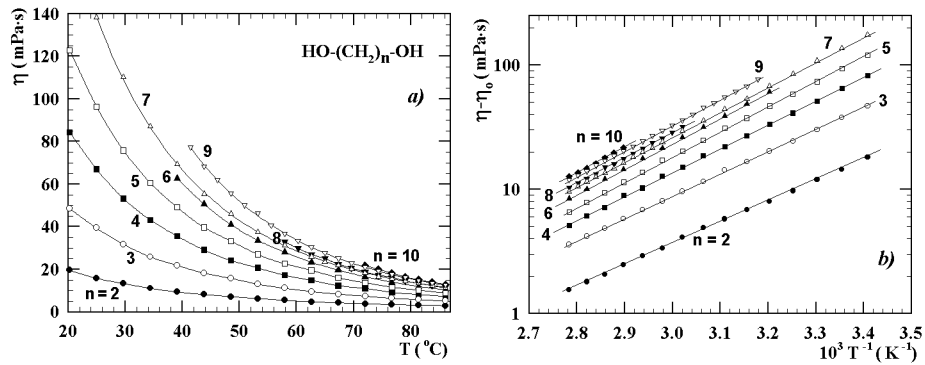 140
120
100
80
60
40
20
0
η (mPa·s)
HO-(CH2)n-OH
a)
7
9
6
5
8
4
n = 10
3
n = 2
20 30 40 50 60 70 80
T (°C)
100
10
1
η-ηo (mPa·s)
7
9
5
n = 10
3
8
6
4
n = 2
b)
2.7 2.8 2.9 3.0 3.1 3.2 3.3 3.4 3.5
10³ T⁻¹ (K⁻¹)